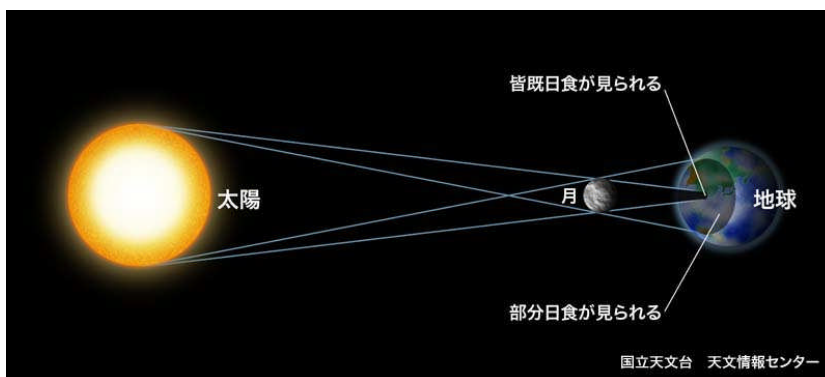 皆既日食が見られる
太陽
月
地球
部分日食が見られる
国立天文台 天文情報センター